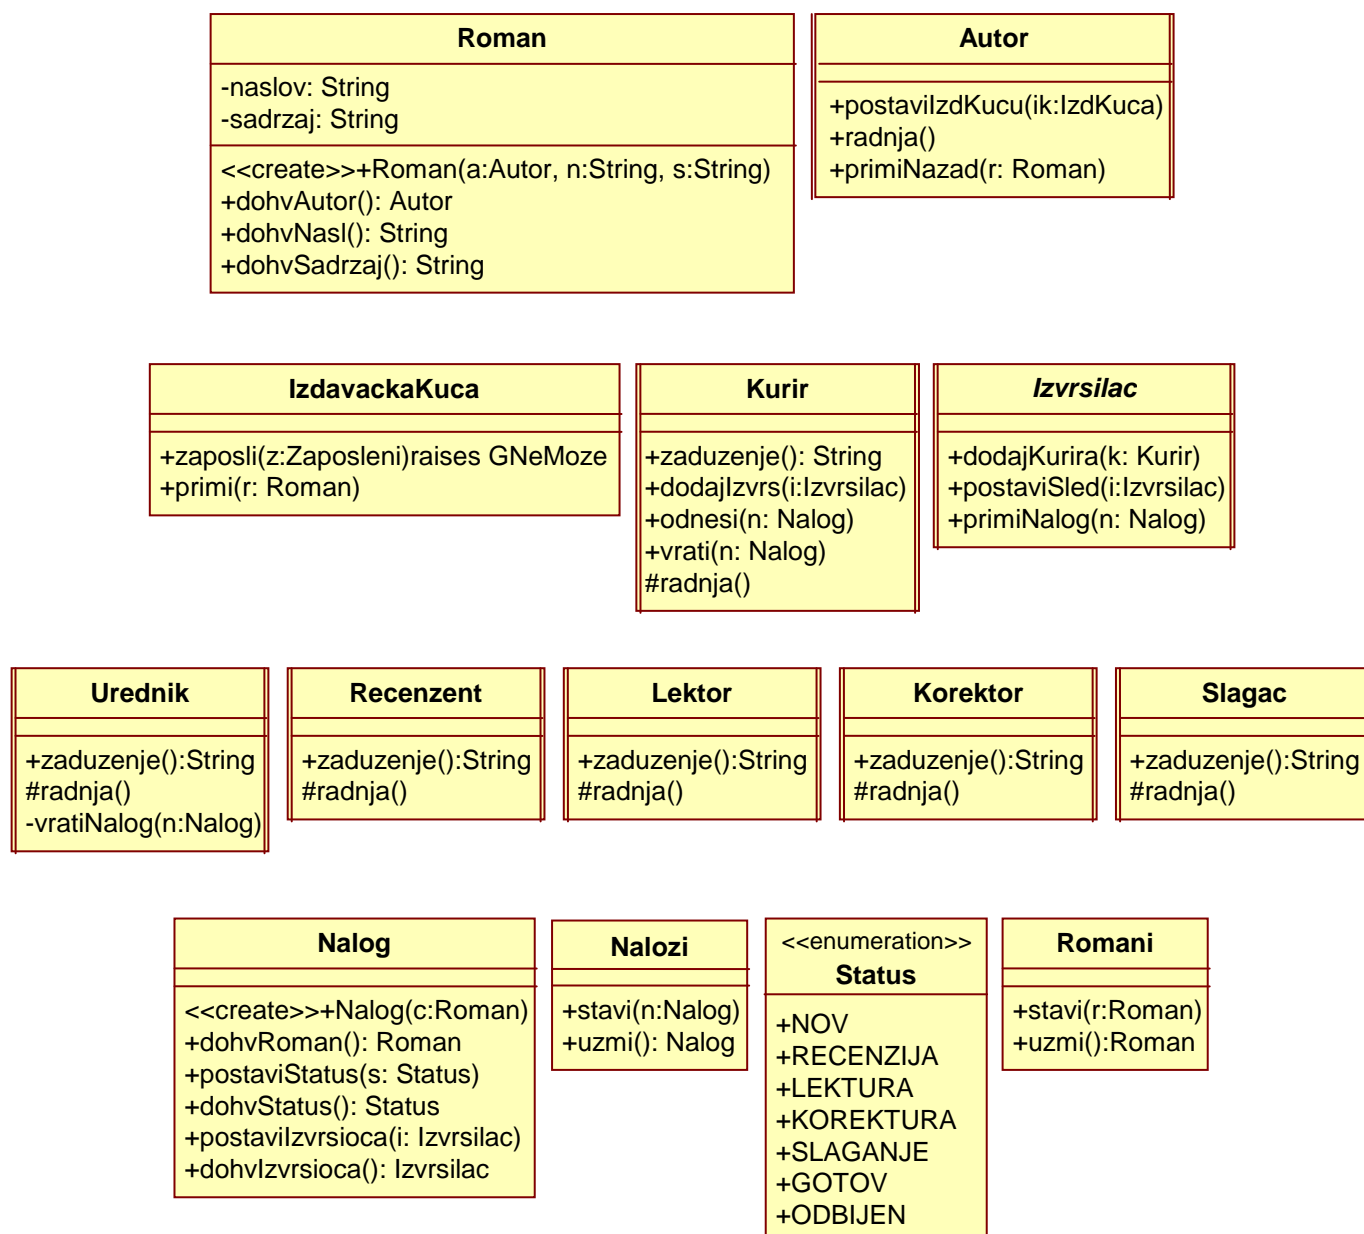 Roman
-naslov: String
-sadrzaj: String
<<create>>+Roman(a:Autor, n:String, s:String)
+dohvAutor(): Autor
+dohvNasl(): String
+dohvSadrzaj(): String
Autor
+postaviIzdKucu(ik:IzdKuca)
+radnja()
+primiNazad(r: Roman)
IzdavackaKuca
+zaposli(z:Zaposleni)raises GNeMoze
+primi(r: Roman)
Kurir
+zaduzenje(): String
+dodajIzvrs(i:Izvrsilac)
+odnesi(n: Nalog)
+vrati(n: Nalog)
#radnja()
Izvrsilac
+dodajKurira(k: Kurir)
+postaviSled(i:Izvrsilac)
+primiNalog(n: Nalog)
Urednik
+zaduzenje():String
#radnja()
-vratiNalog(n:Nalog)
Recenzent
+zaduzenje():String
#radnja()
Lektor
+zaduzenje():String
#radnja()
Korektor
+zaduzenje():String
#radnja()
Slagac
+zaduzenje():String
#radnja()
Nalog
<<create>>+Nalog(c:Roman)
+dohvRoman(): Roman
+postaviStatus(s: Status)
+dohvStatus(): Status
+postaviIzvrsioca(i: Izvrsilac)
+dohvIzvrsioca(): Izvrsilac
Nalozi
+stavi(n:Nalog)
+uzmi(): Nalog
<<enumeration>>
Status
+NOV
+RECENZIJA
+LEKTURA
+KOREKTURA
+SLAGANJE
+GOTOV
+ODBIJEN
Romani
+stavi(r:Roman)
+uzmi():Roman